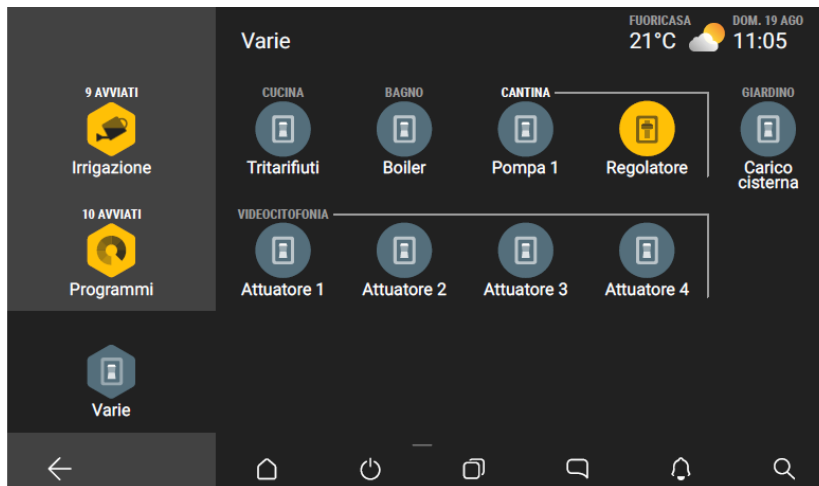 Varie
FUORICASA
21°C
DOM. 19 AGO
11:05
9 AVVIATI
Irrigazione
10 AVVIATI
Programmi
Varie
CUCINA
Tritarifiuti
BAGNO
Boiler
CANTINA
Pompa 1
Regolatore
GIARDINO
Carico
cisterna
VIDEOCITOFONIA
Attuatore 1
Attuatore 2
Attuatore 3
Attuatore 4